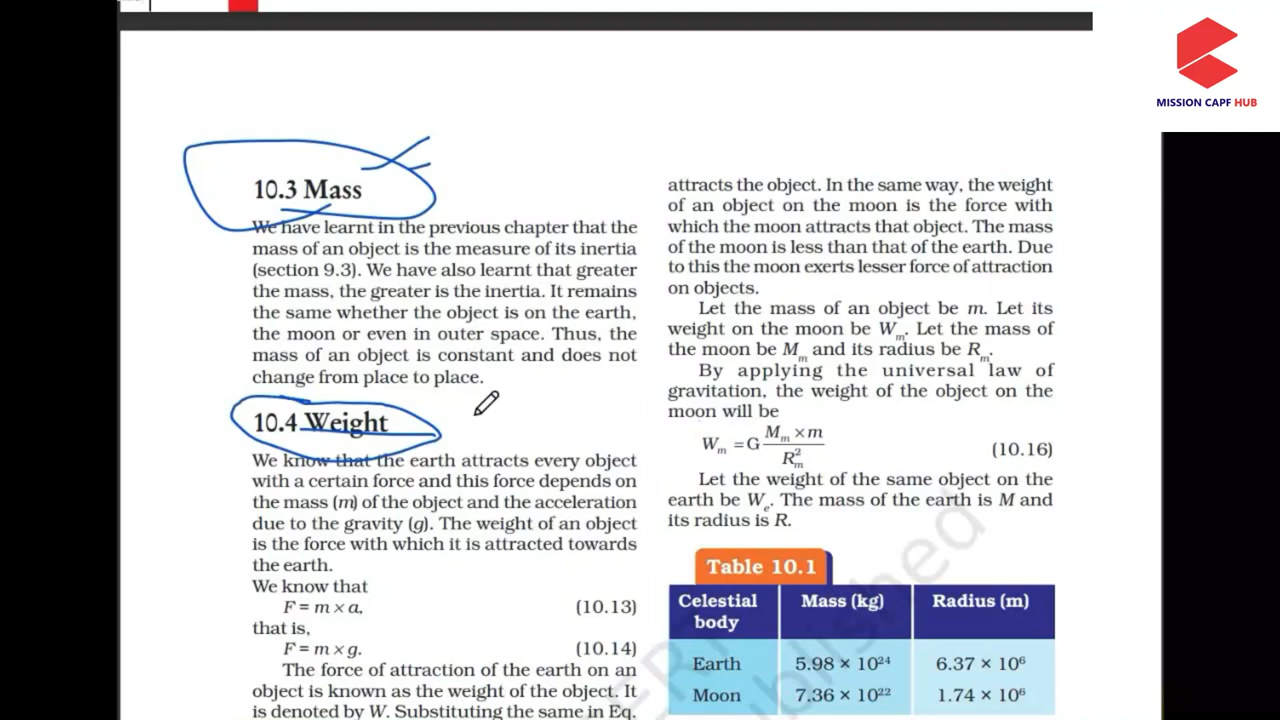 MISSION CAPF HUB
10.3 Mass
We have learnt in the previous chapter that the
mass of an object is the measure of its inertia
(section 9.3). We have also learnt that greater
the mass, the greater is the inertia. It remains
the same whether the object is on the earth,
the moon or even in outer space. Thus, the
mass of an object is constant and does not
change from place to place.
10.4 Weight
We know that the earth attracts every object
with a certain force and this force depends on
the mass (m) of the object and the acceleration
due to the gravity (g). The weight of an object
is the force with which it is attracted towards
the earth.
We know that
F = m × a, (10.13)
that is,
F = m × g. (10.14)
The force of attraction of the earth on an
object is known as the weight of the object. It
is denoted by W. Substituting the same in Eq.
attracts the object. In the same way, the weight
of an object on the moon is the force with
which the moon attracts that object. The mass
of the moon is less than that of the earth. Due
to this the moon exerts lesser force of attraction
on objects.
Let the mass of an object be m. Let its
weight on the moon be Wm. Let the mass of
the moon be Mm and its radius be Rm.
By applying the universal law of
gravitation, the weight of the object on the
moon will be
Wm = G (Mm × m) / Rm² (10.16)
Let the weight of the same object on the
earth be We. The mass of the earth is M and
its radius is R.
Table 10.1
Celestial body Mass (kg) Radius (m)
Earth 5.98 × 10²⁴ 6.37 × 10⁶
Moon 7.36 × 10²² 1.74 × 10⁶